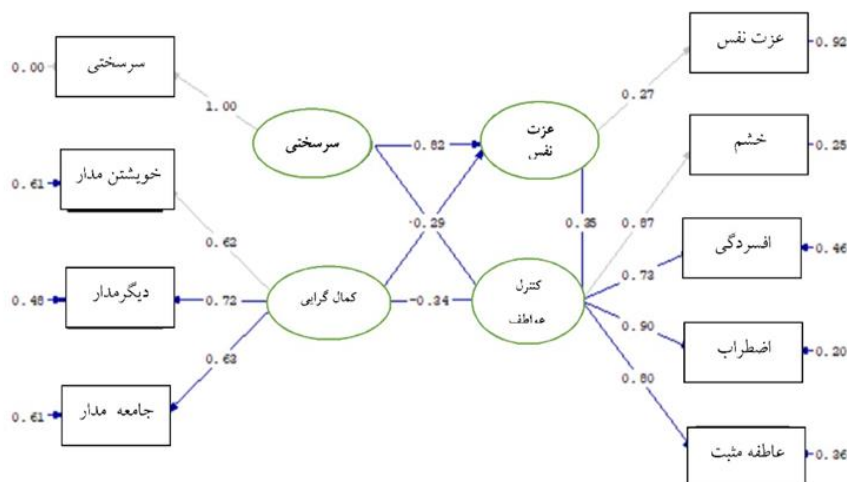 سرسختی
0.00
1.00
خویشتن مدار
0.61
0.62
دیگرمدار
0.48
0.72
جامعه مدار
0.61
0.63
سرسختی
کمال گرایی
0.82
-0.29
-0.34
عزت
نفس
0.35
کنترل
عواطف
عزت نفس
0.92
0.27
خشم
0.25
0.87
افسردگی
0.46
0.73
اضطراب
0.20
0.90
عاطفه مثبت
0.36
0.80